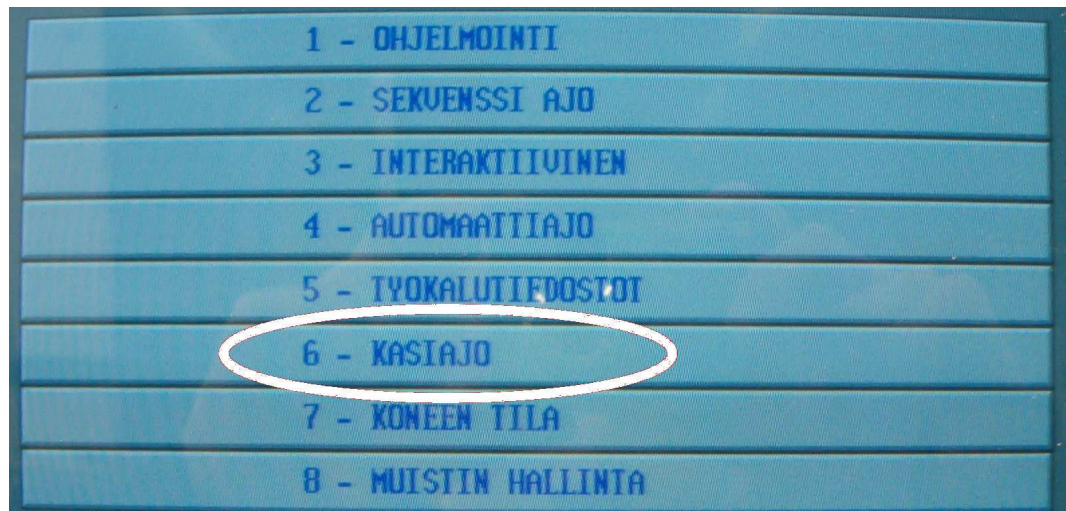 1 - OHJELMOINTI
2 - SEKVENSSI AJO
3 - INTERAKTIIVINEN
4 - AUTOMAATTIAJO
5 - TYOKALUTIEDOSTOT
6 - KASIAJO
7 - KONEEN TILA
8 - MUISTIN HALLINTA